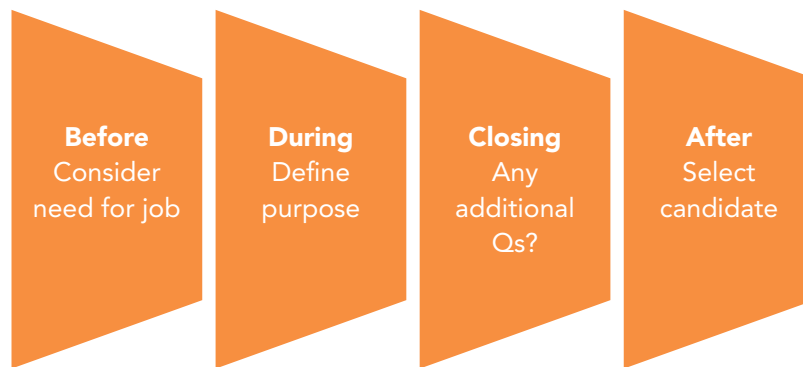 Before
Consider
need for job
During
Define
purpose
Closing
Any
additional
Qs?
After
Select
candidate